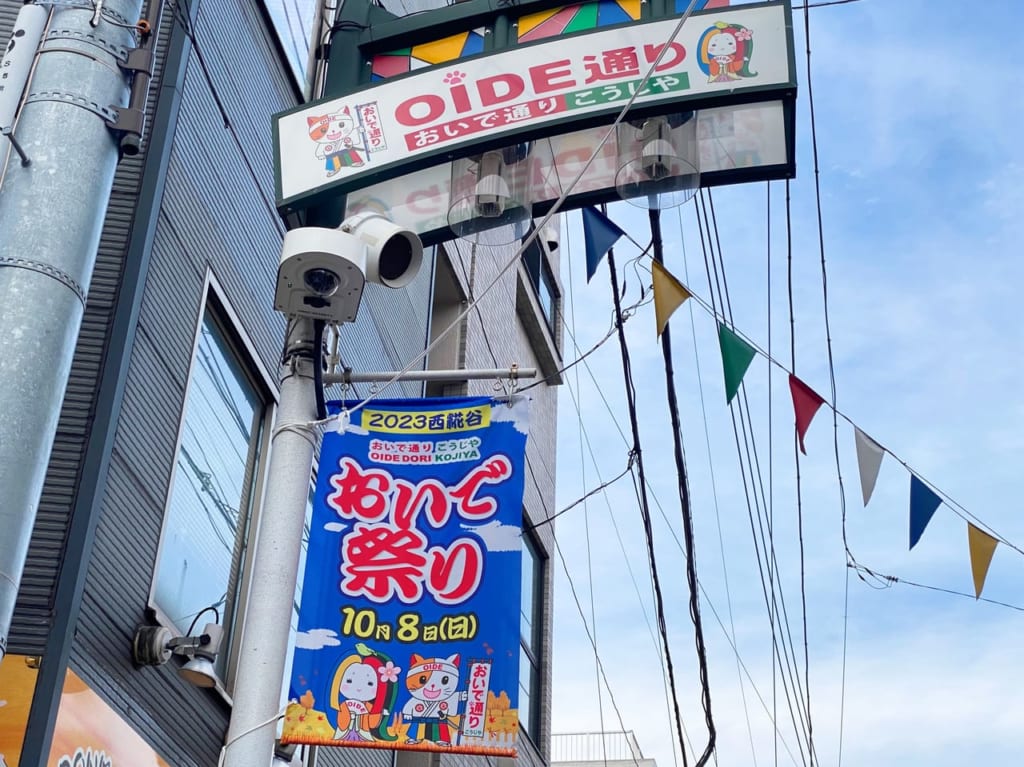 OiDE通り
おいで通り こうじや
おいで通り
2023西糀谷
おいで通り こうじや
OIDE DORI KOJIYA
おいで
祭り
10月8日(日)
OIDE
OIDE
おいで通り
こうじや